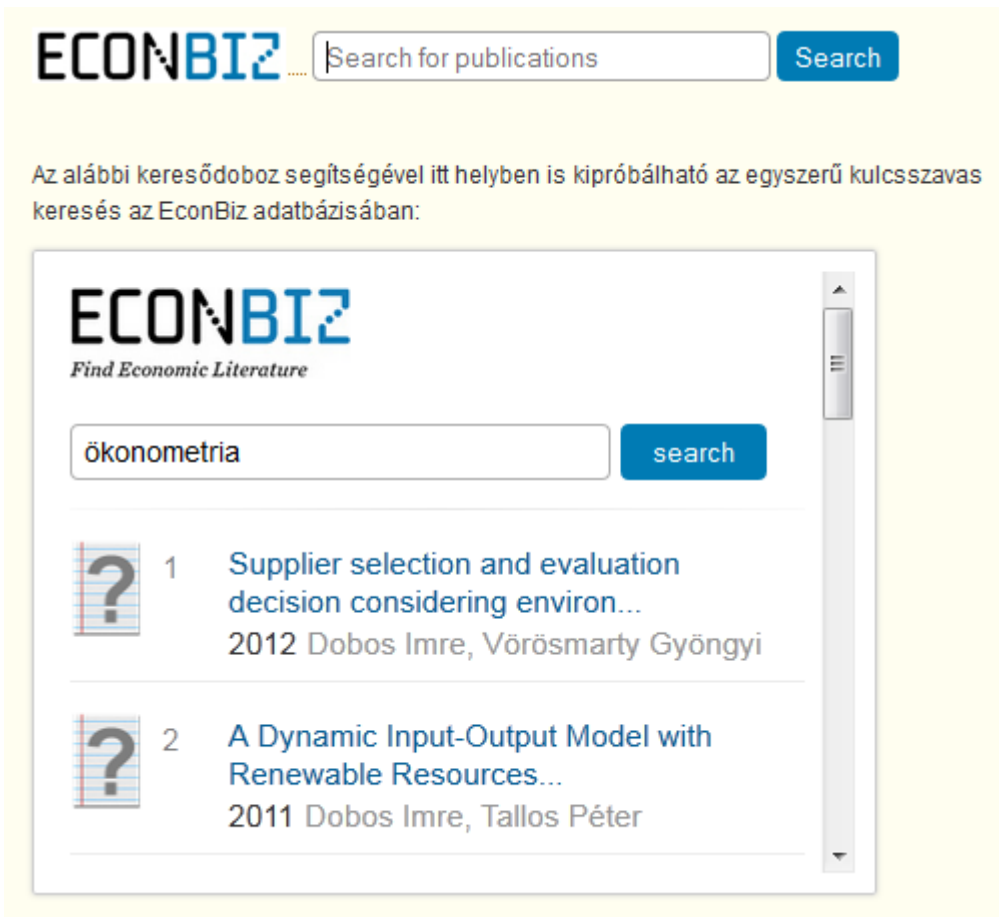 ECONBIZ Search for publications Search
Az alábbi keresődoboz segítségével itt helyben is kipróbálható az egyszerű kulcsszavas
keresés az EconBiz adatbázisában:
ECONBIZ
Find Economic Literature
ökonometria search
? 1 Supplier selection and evaluation
decision considering environ...
2012 Dobos Imre, Vörösmarty Gyöngyi
? 2 A Dynamic Input-Output Model with
Renewable Resources...
2011 Dobos Imre, Tallos Péter